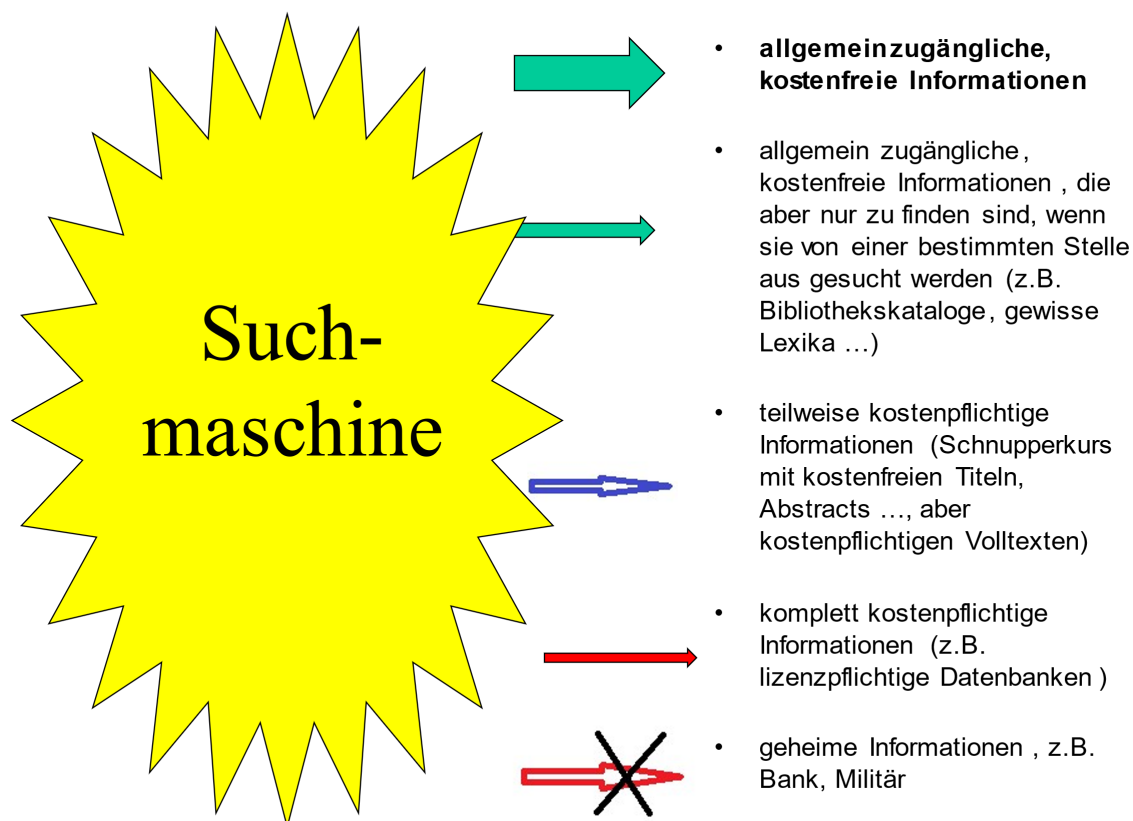 Such-
maschine
• allgemein zugängliche,
kostenfreie Informationen
• allgemein zugängliche,
kostenfreie Informationen, die
aber nur zu finden sind, wenn
sie von einer bestimmten Stelle
aus gesucht werden (z.B.
Bibliothekskataloge, gewisse
Lexika …)
• teilweise kostenpflichtige
Informationen (Schnupperkurs
mit kostenfreien Titeln,
Abstracts …, aber
kostenpflichtigen Volltexten)
• komplett kostenpflichtige
Informationen (z.B.
lizenzpflichtige Datenbanken)
• geheime Informationen, z.B.
Bank, Militär